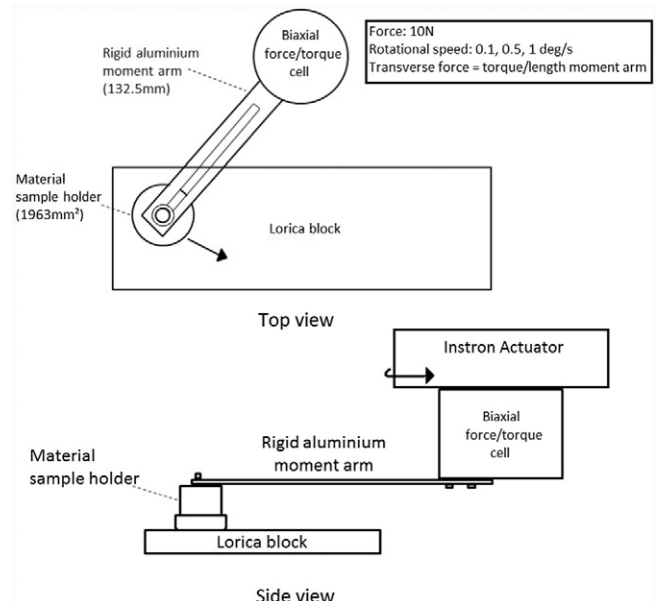 Biaxial
force/torque
cell
Force: 10N
Rotational speed: 0.1, 0.5, 1 deg/s
Transverse force = torque/length moment arm
Rigid aluminium
moment arm
(132.5mm)
Material
sample holder
(1963mm²)
Lorica block
Top view
Instron Actuator
Biaxial
force/torque
cell
Rigid aluminium
moment arm
Material
sample holder
Lorica block
Side view